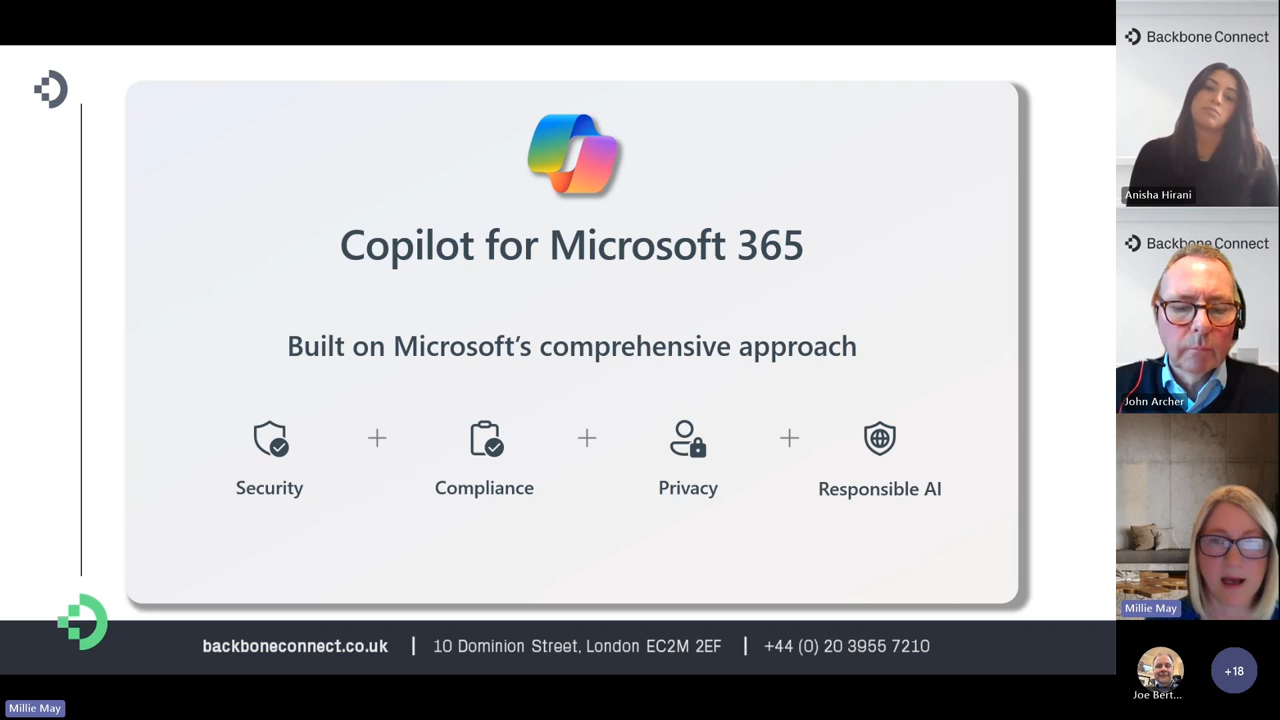 Copilot for Microsoft 365
Built on Microsoft’s comprehensive approach
Security + Compliance + Privacy + Responsible AI
backboneconnect.co.uk | 10 Dominion Street, London EC2M 2EF | +44 (0) 20 3955 7210
Millie May
Backbone Connect
Anisha Hirani
Backbone Connect
John Archer
Millie May
Joe Bert...
+18